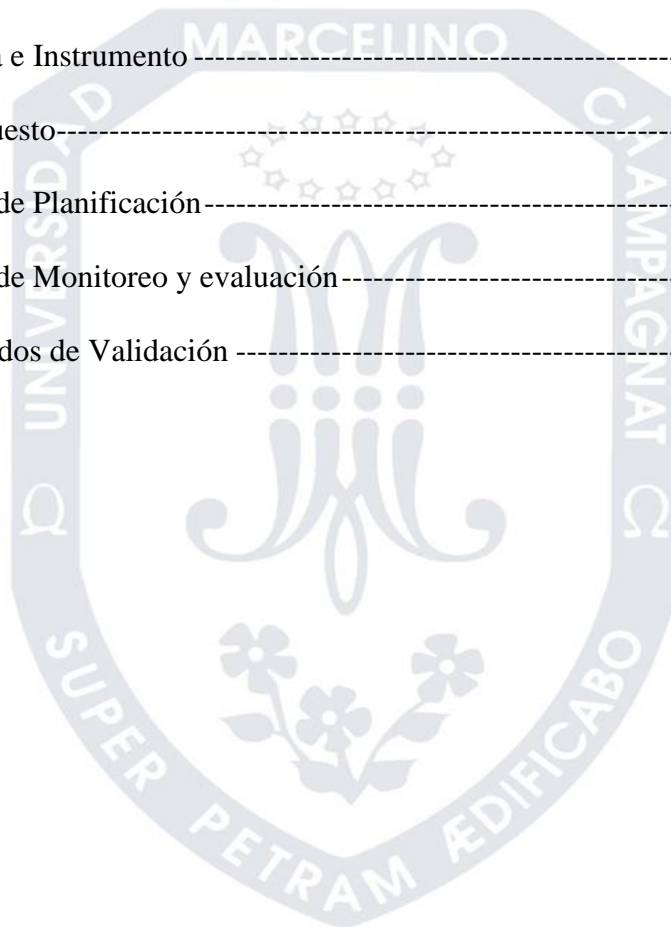 a e Instrumento ----------------------------------------------------
uesto-----------------------------------------------------------------
de Planificación--------------------------------------------------
de Monitoreo y evaluación-----------------------------------
dos de Validación ----------------------------------------------
UNIVERSIDAD MARCELINO CHAMPAGNAT
Ω Ω
SUPER PETRAM ÆDIFICABO